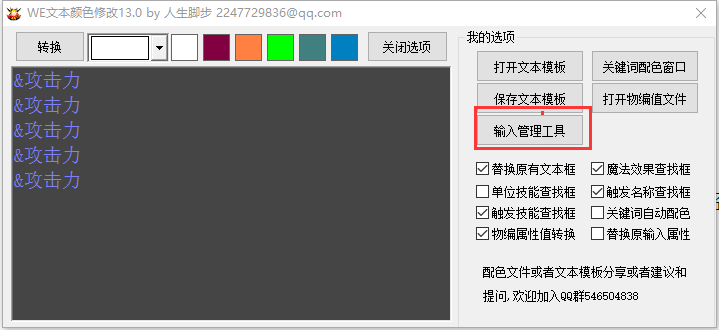 WE文本颜色修改13.0 by 人生脚步 2247729836@qq.com
转换
关闭选项
&攻击力
&攻击力
&攻击力
&攻击力
&攻击力
我的选项
打开文本模板
关键词配色窗口
保存文本模板
打开物编值文件
输入管理工具
替换原有文本框
魔法效果查找框
单位技能查找框
触发名称查找框
触发技能查找框
关键词自动配色
物编属性值转换
替换原输入属性
配色文件或者文本模板分享或者建议和
提问,欢迎加入QQ群546504838